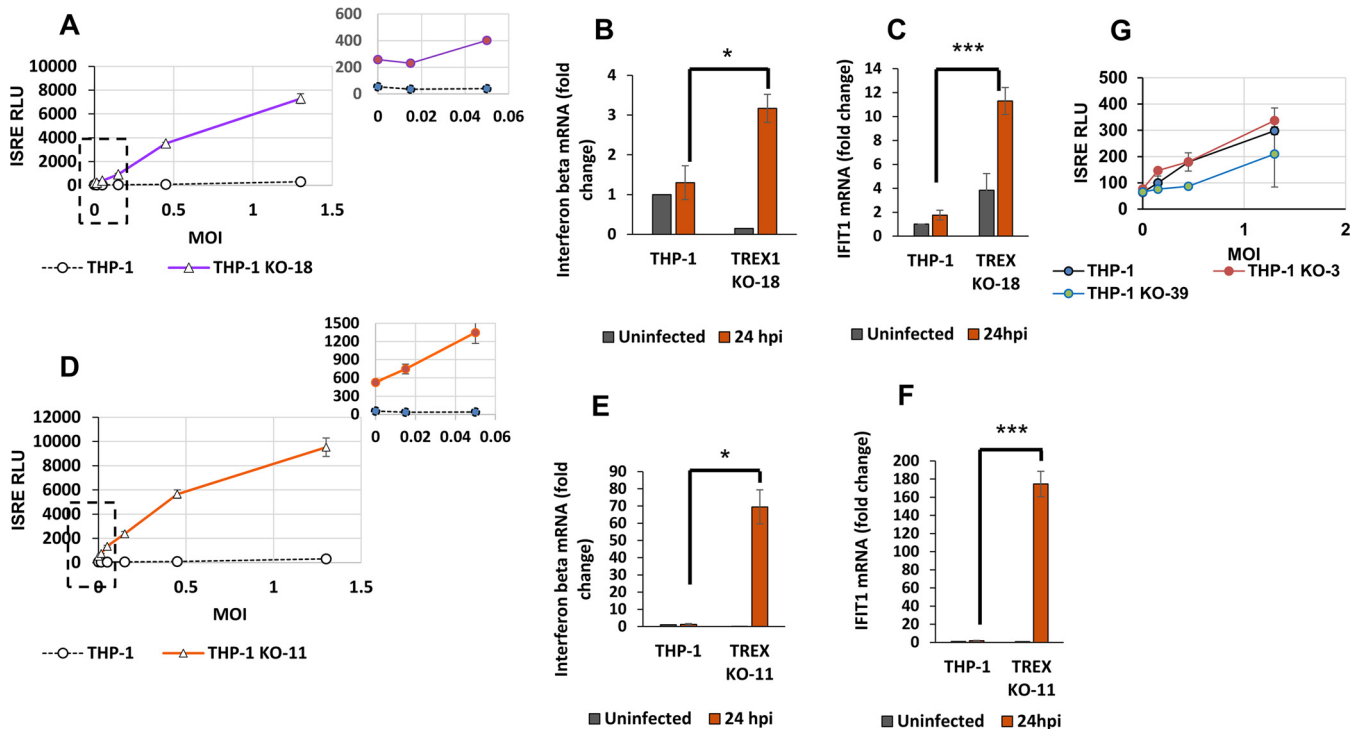 A
ISRE RLU
10000
8000
6000
4000
2000
0
0 0.5 1 1.5
MOI
THP-1 THP-1 KO-18
600
400
200
0
0 0.02 0.04 0.06
B
Interferon beta mRNA (fold
change)
4
3
2
1
0
*
THP-1 TREX1
KO-18
Uninfected 24 hpi
C
IFIT1 mRNA (fold change)
14
12
10
8
6
4
2
0
***
THP-1 TREX
KO-18
Uninfected 24hpi
G
ISRE RLU
500
400
300
200
100
0
0 1 2
MOI
THP-1 THP-1 KO-3
THP-1 KO-39
D
ISRE RLU
12000
10000
8000
6000
4000
2000
0
0 0.5 1 1.5
MOI
THP-1 THP-1 KO-11
1500
1200
900
600
300
0
0 0.02 0.04 0.06
E
Interferon beta mRNA (fold
change)
90
80
70
60
50
40
30
20
10
0
*
THP-1 TREX
KO-11
Uninfected 24 hpi
F
IFIT1 mRNA (fold change)
200
180
160
140
120
100
80
60
40
20
0
***
THP-1 TREX
KO-11
Uninfected 24hpi